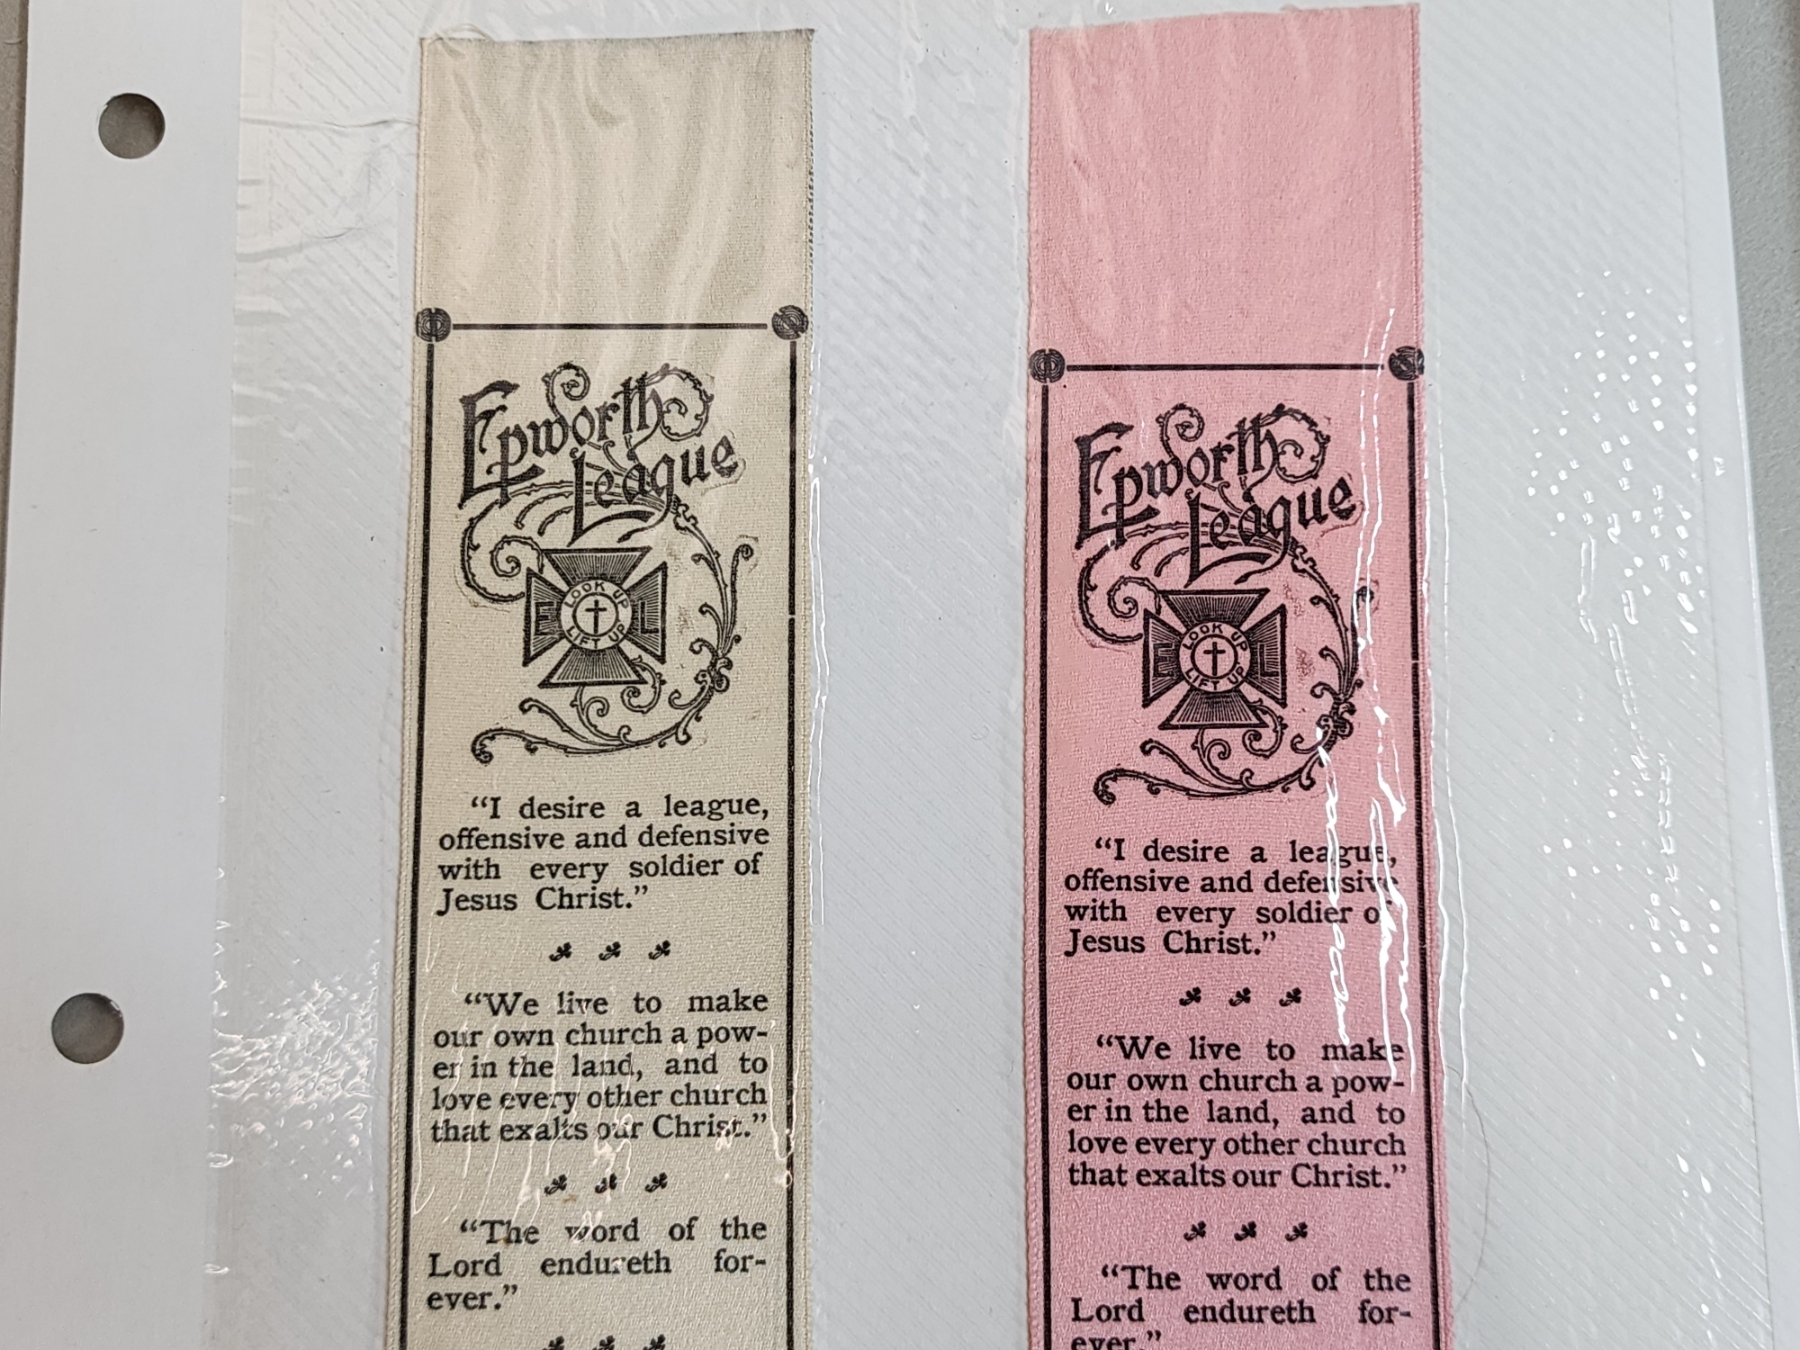 Epworth
League
LOOK UP
E L
LIFT UP
"I desire a league,
offensive and defensive
with every soldier of
Jesus Christ."
"We live to make
our own church a pow-
er in the land, and to
love every other church
that exalts our Christ."
"The word of the
Lord endureth for-
ever."
Epworth
League
LOOK UP
E L
LIFT UP
"I desire a league,
offensive and defensive
with every soldier of
Jesus Christ."
"We live to make
our own church a pow-
er in the land, and to
love every other church
that exalts our Christ."
"The word of the
Lord endureth for-
ever."